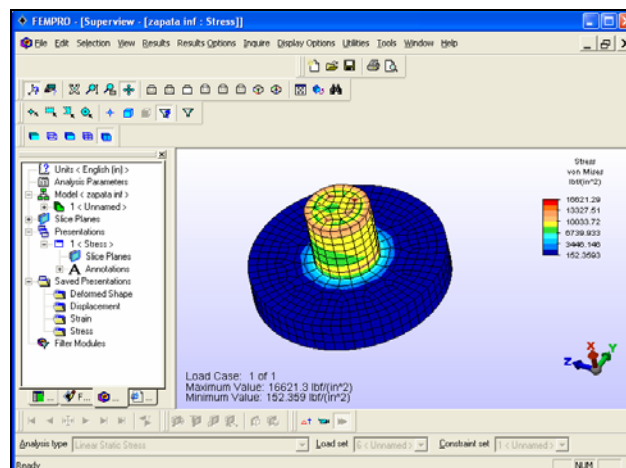 FEMPRO - [Superview - [zapata inf : Stress]]
File Edit Selection View Results Results Options Inquire Display Options Utilities Tools Window Help
Units < English (in) >
Analysis Parameters
Model < zapata inf >
1 < Unnamed >
Slice Planes
Presentations
1 < Stress >
Slice Planes
A Annotations
Saved Presentations
Deformed Shape
Displacement
Strain
Stress
Filter Modules
F...
Stress
von Mises
lbf/(in^2)
16621.29
13327.51
10033.72
6739.933
3446.146
152.3593
X
Y
Z
Load Case: 1 of 1
Maximum Value: 16621.3 lbf/(in^2)
Minimum Value: 152.359 lbf/(in^2)
Analysis type Linear Static Stress Load set 6 < Unnamed > Constraint set 1 < Unnamed >
Ready NUM